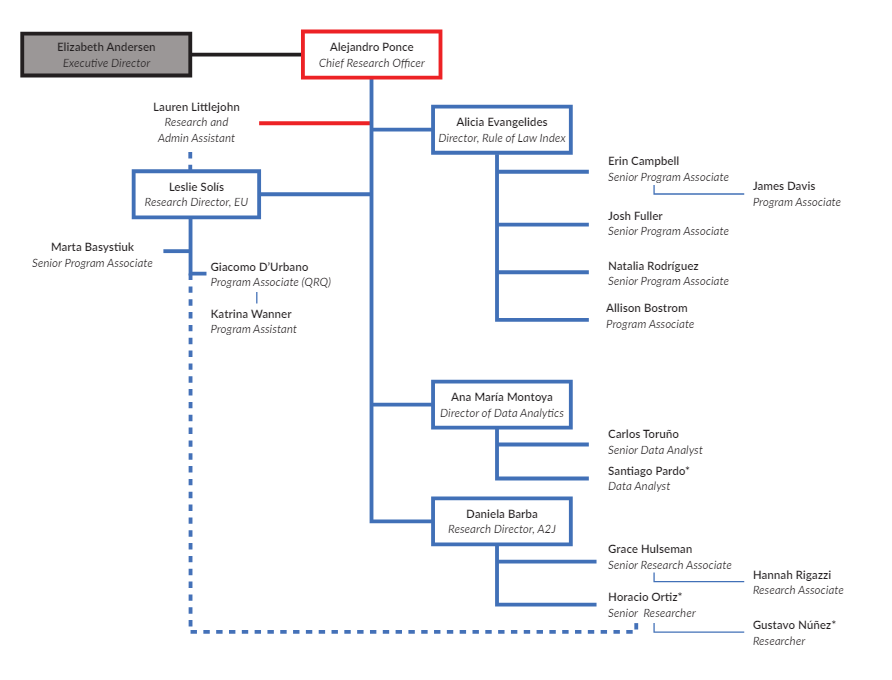 Elizabeth Andersen
Executive Director
Alejandro Ponce
Chief Research Officer
Lauren Littlejohn
Research and
Admin Assistant
Alicia Evangelides
Director, Rule of Law Index
Leslie Solís
Research Director, EU
Erin Campbell
Senior Program Associate
James Davis
Program Associate
Josh Fuller
Senior Program Associate
Marta Basystiuk
Senior Program Associate
Giacomo D'Urbano
Program Associate (QRQ)
Natalia Rodríguez
Senior Program Associate
Katrina Wanner
Program Assistant
Allison Bostrom
Program Associate
Ana María Montoya
Director of Data Analytics
Carlos Toruño
Senior Data Analyst
Santiago Pardo*
Data Analyst
Daniela Barba
Research Director, A2J
Grace Hulseman
Senior Research Associate
Hannah Rigazzi
Research Associate
Horacio Ortiz*
Senior Researcher
Gustavo Núñez*
Researcher